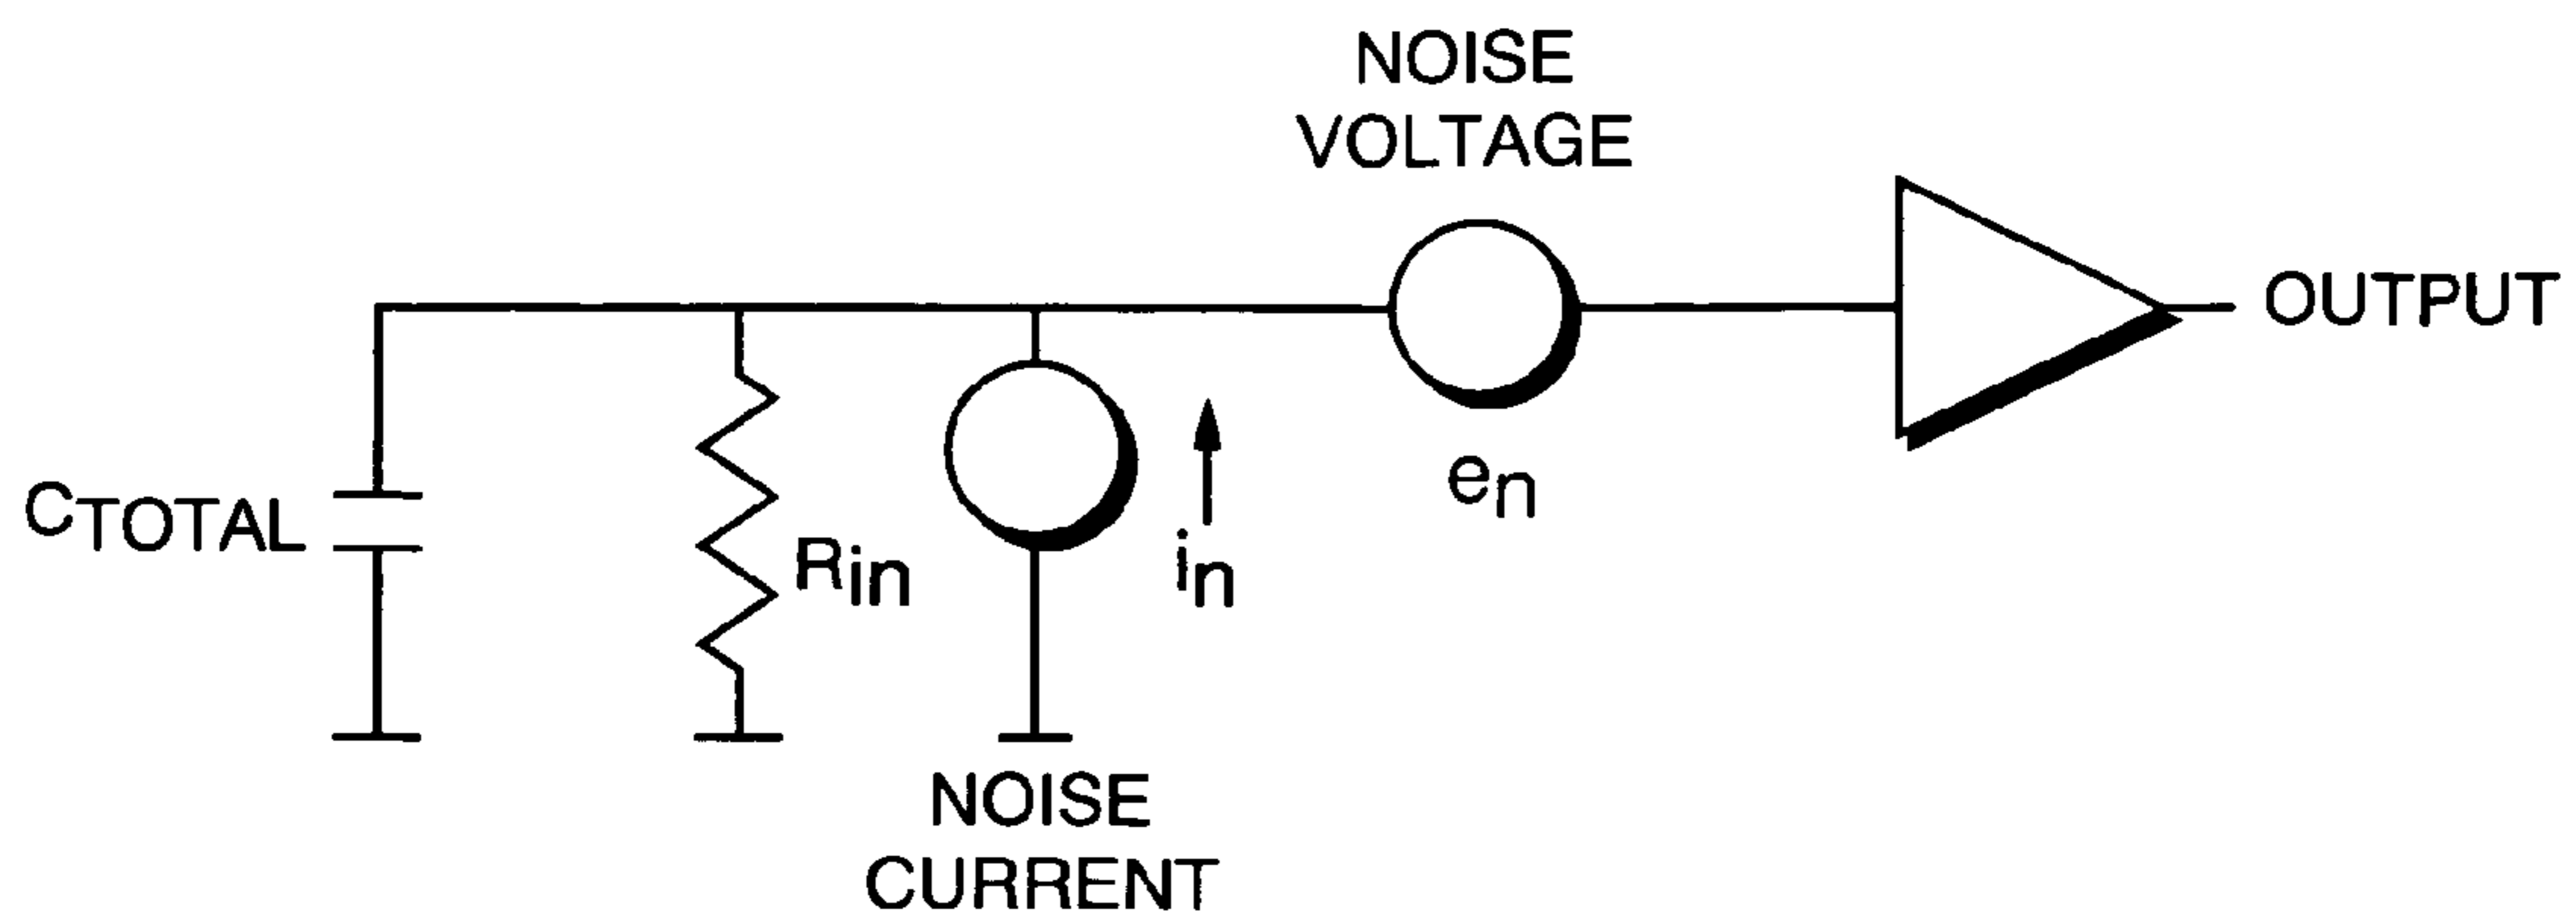 NOISE
VOLTAGE
OUTPUT
CTOTAL
Rin
in
en
NOISE
CURRENT